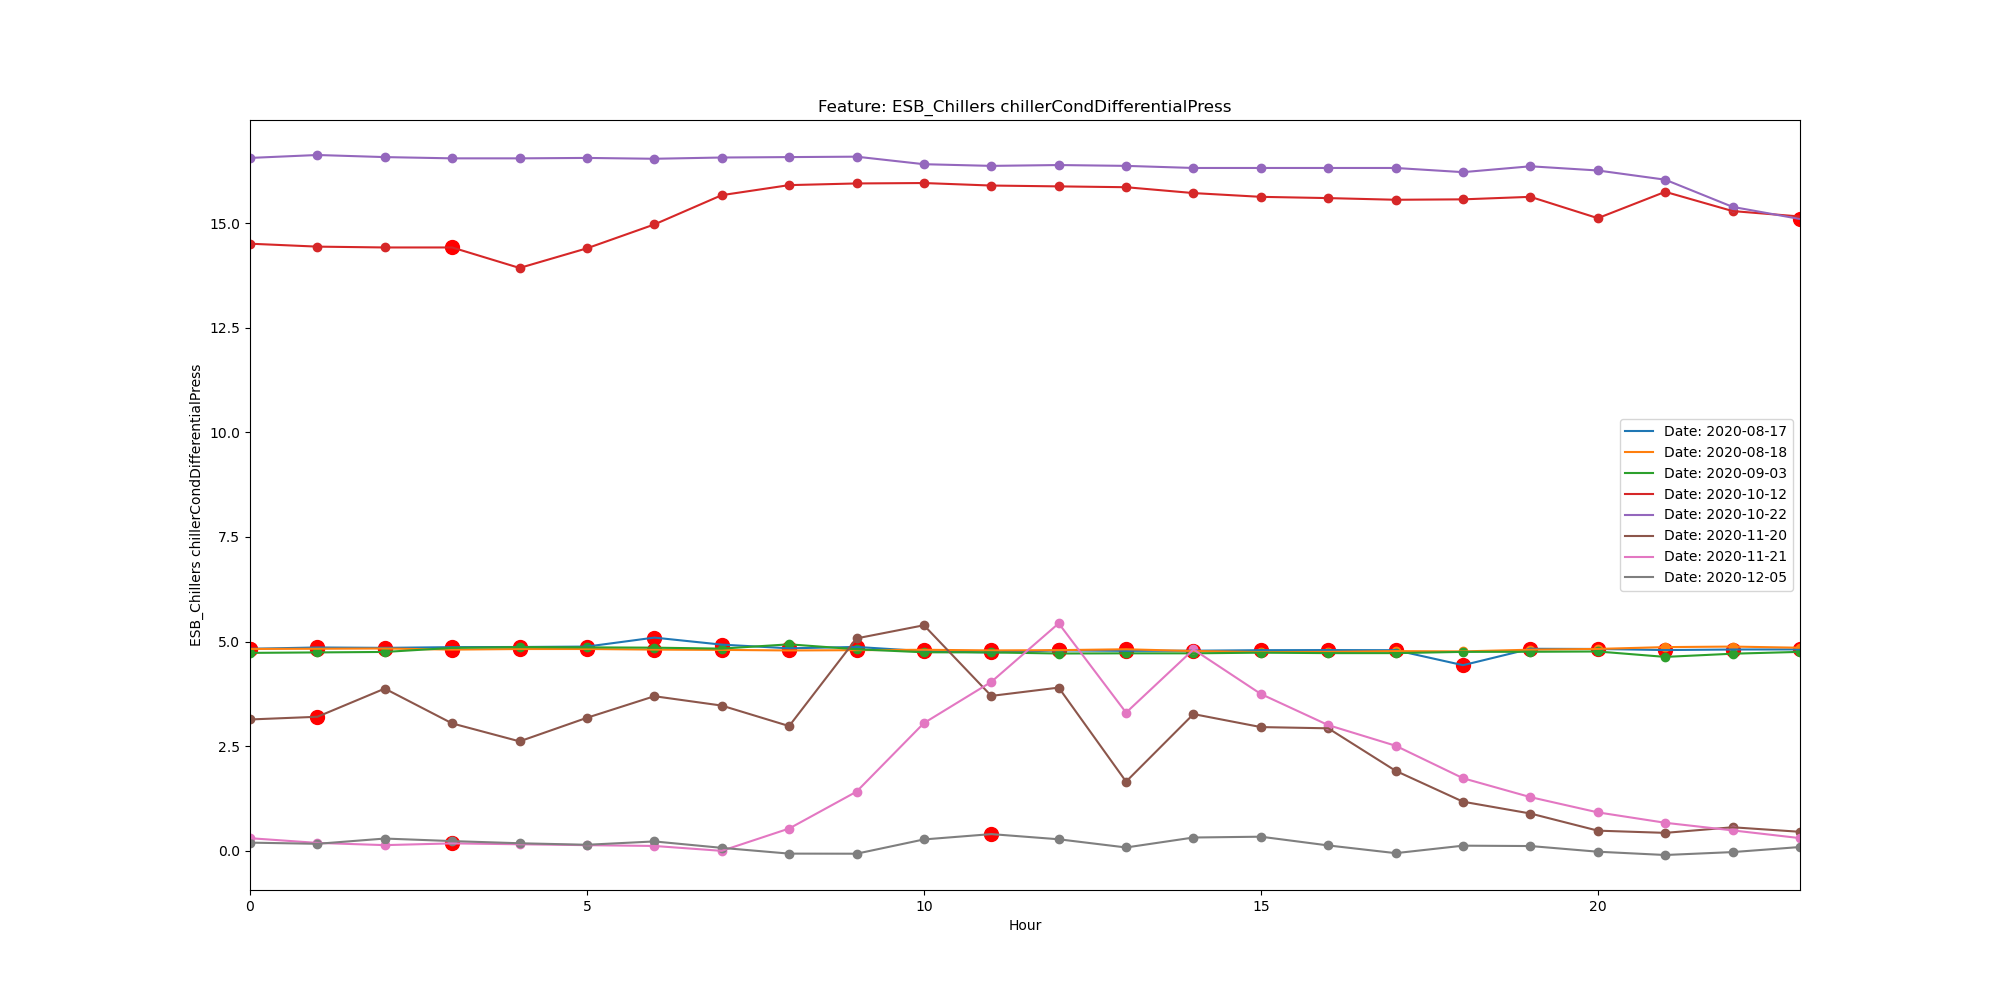 Feature: ESB_Chillers chillerCondDifferentialPress
ESB_Chillers chillerCondDifferentialPress
15.0
12.5
10.0
7.5
5.0
2.5
0.0
Date: 2020-08-17
Date: 2020-08-18
Date: 2020-09-03
Date: 2020-10-12
Date: 2020-10-22
Date: 2020-11-20
Date: 2020-11-21
Date: 2020-12-05
0 5 10 15 20
Hour